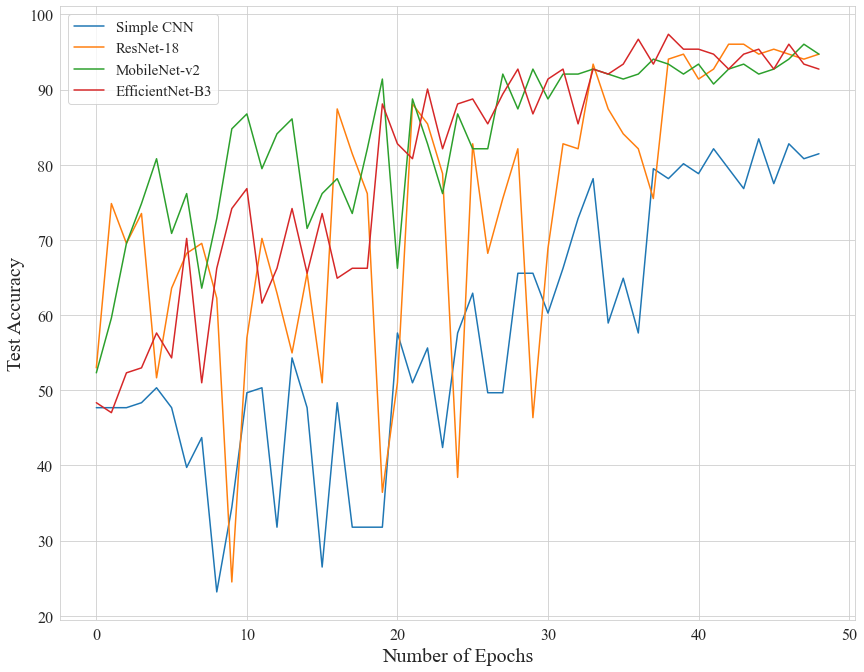 Simple CNN
ResNet-18
MobileNet-v2
EfficientNet-B3
100
90
80
70
60
50
40
30
20
Test Accuracy
0 10 20 30 40 50
Number of Epochs